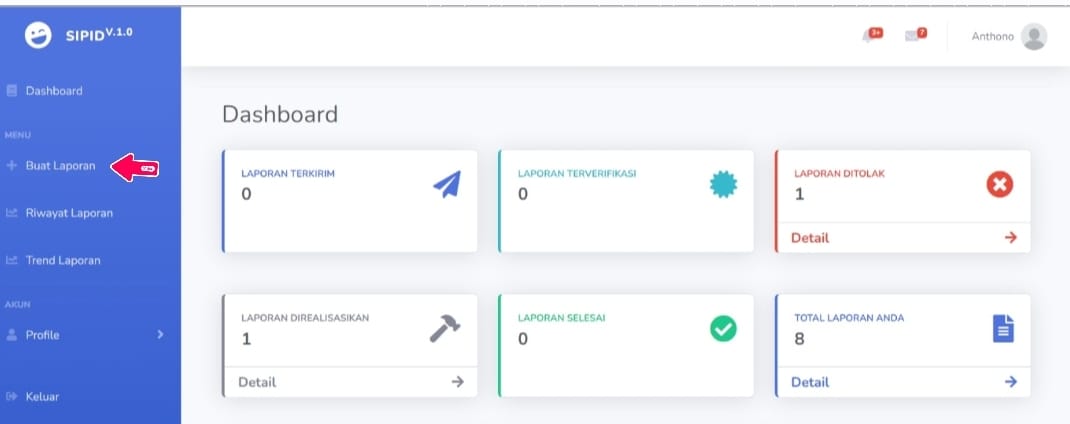 SIPID V.1.0
3+
7
Anthono
Dashboard
MENU
Buat Laporan
Riwayat Laporan
Trend Laporan
AKUN
Profile
Keluar
Dashboard
LAPORAN TERKIRIM
0
LAPORAN TERVERIFIKASI
0
LAPORAN DITOLAK
1
Detail
LAPORAN DIREALISASIKAN
1
Detail
LAPORAN SELESAI
0
TOTAL LAPORAN ANDA
8
Detail